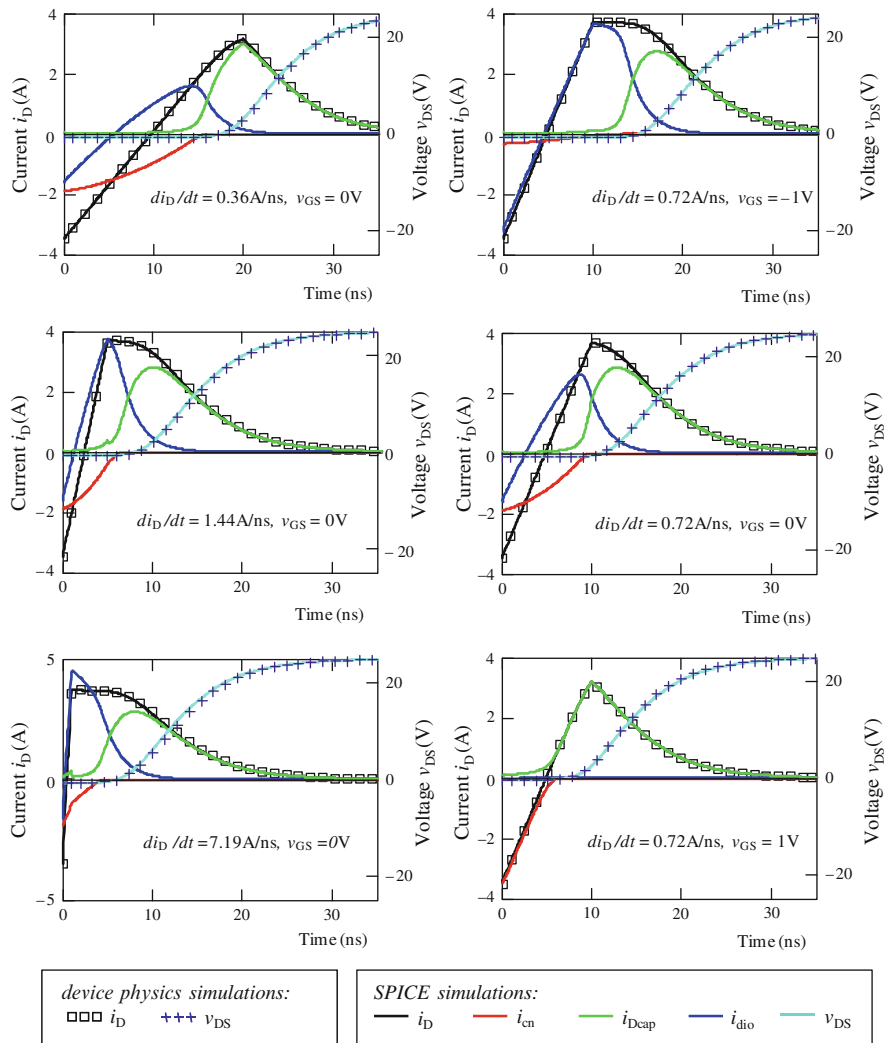 4
2
0
−2
−4
20
0
−20
Current iD(A)
Voltage vDS(V)
diD/dt = 0.36A/ns, vGS = 0V
0 10 20 30
Time (ns)
4
2
0
−2
−4
20
0
−20
Current iD(A)
Voltage vDS(V)
diD/dt = 0.72A/ns, vGS = −1V
0 10 20 30
Time (ns)
4
2
0
−2
−4
20
0
−20
Current iD(A)
Voltage vDS(V)
diD/dt = 1.44A/ns, vGS = 0V
0 10 20 30
Time (ns)
4
2
0
−2
−4
20
0
−20
Current iD(A)
Voltage vDS(V)
diD/dt = 0.72A/ns, vGS = 0V
0 10 20 30
Time (ns)
5
0
−5
20
0
−20
Current iD(A)
Voltage vDS(V)
diD/dt = 7.19A/ns, vGS = 0V
0 10 20 30
Time (ns)
4
2
0
−2
−4
20
0
−20
Current iD(A)
Voltage vDS(V)
diD/dt = 0.72A/ns, vGS = 1V
0 10 20 30
Time (ns)
device physics simulations:
iD vDS
SPICE simulations:
iD icn iDcap idio vDS